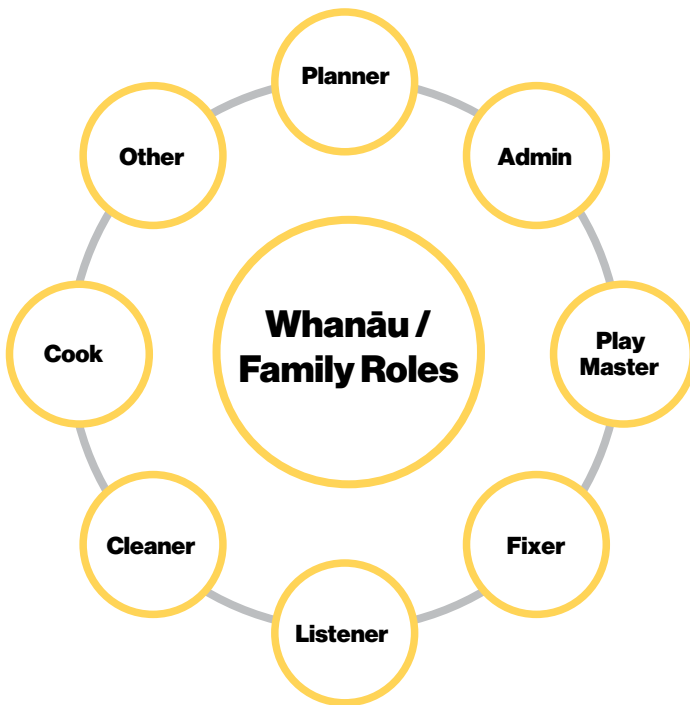 Planner
Admin
Play
Master
Fixer
Listener
Cleaner
Cook
Other
Whanāu /
Family Roles